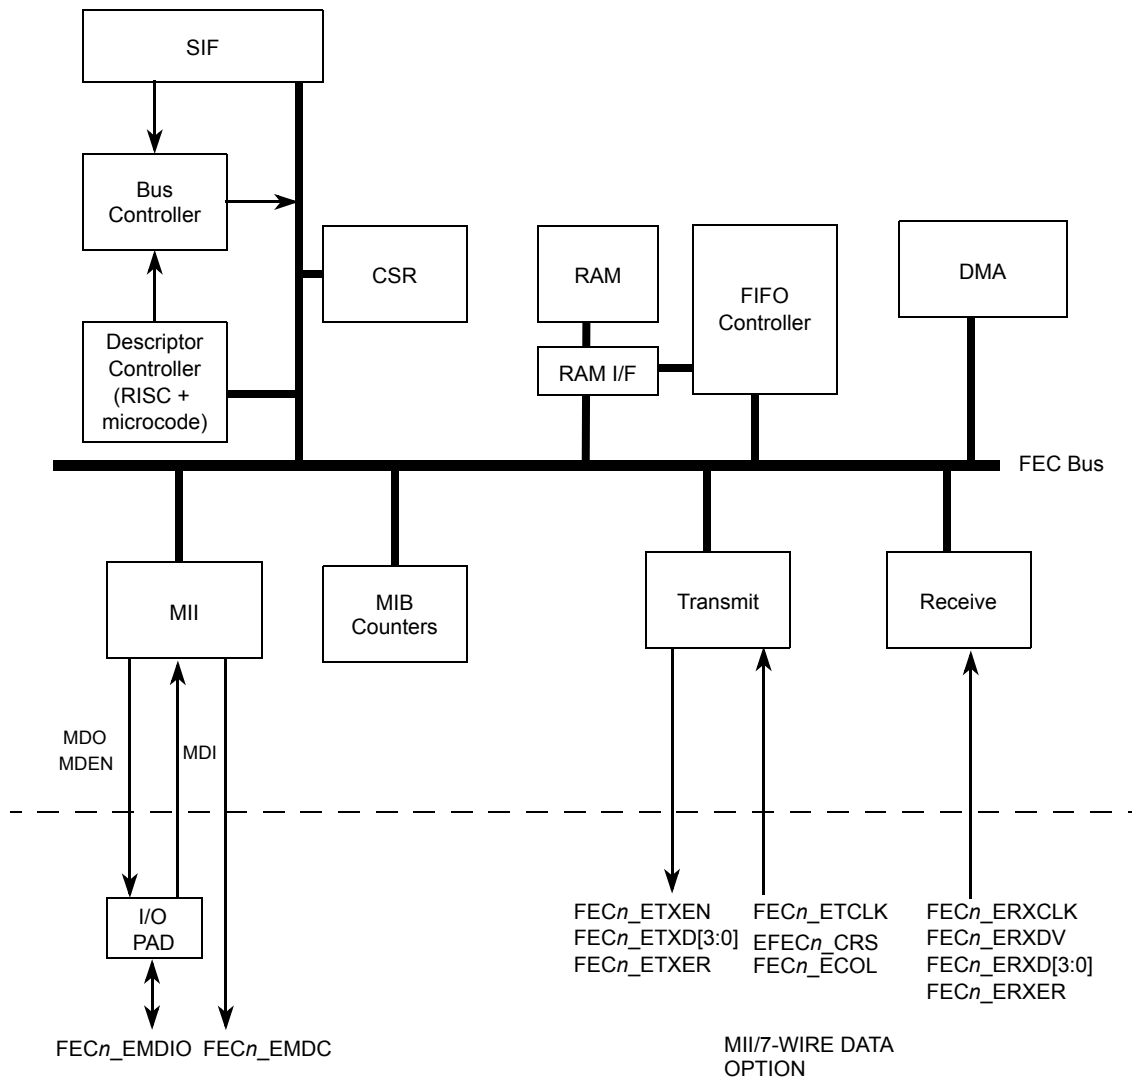 SIF
Bus
Controller
CSR
RAM
FIFO
Controller
DMA
Descriptor
Controller
(RISC +
microcode)
RAM I/F
FEC Bus
MII
MIB
Counters
Transmit
Receive
MDO
MDEN
MDI
I/O
PAD
FECn_ETXEN
FECn_ETXD[3:0]
FECn_ETXER
FECn_ETCLK
EFECn_CRS
FECn_ECOL
FECn_ERXCLK
FECn_ERXDV
FECn_ERXD[3:0]
FECn_ERXER
FECn_EMDIO
FECn_EMDC
MII/7-WIRE DATA
OPTION